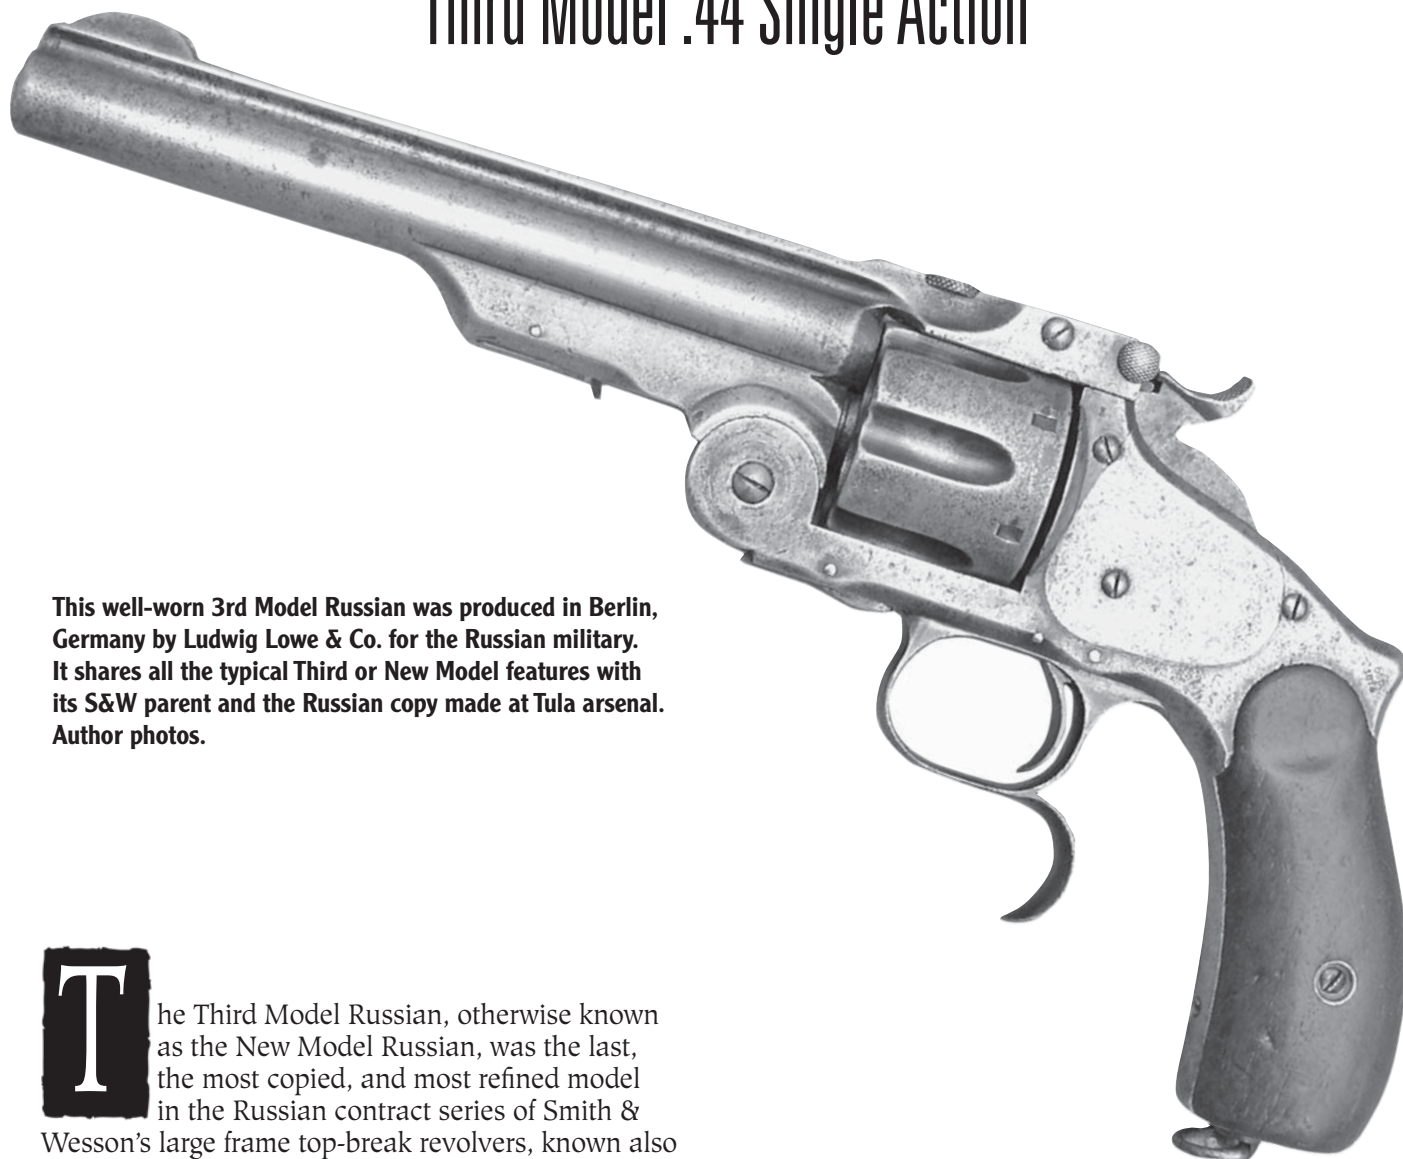 Third Model .44 Single Action
This well-worn 3rd Model Russian was produced in Berlin,
Germany by Ludwig Lowe & Co. for the Russian military.
It shares all the typical Third or New Model features with
its S&W parent and the Russian copy made at Tula arsenal.
Author photos.
The Third Model Russian, otherwise known
as the New Model Russian, was the last,
the most copied, and most refined model
in the Russian contract series of Smith &
Wesson’s large frame top-break revolvers, known also